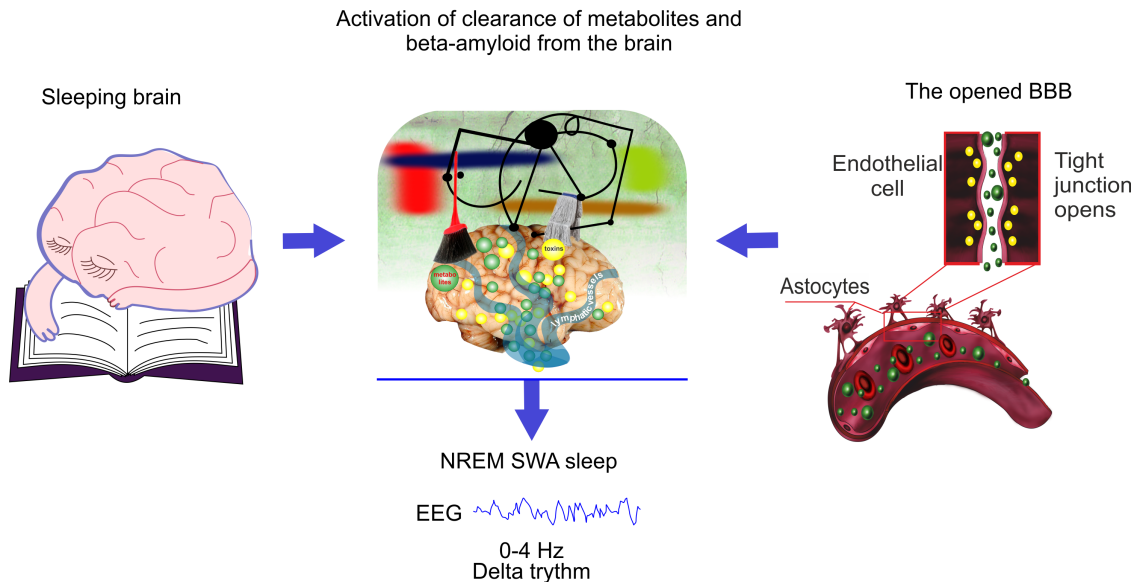 Activation of clearance of metabolites and
beta-amyloid from the brain
Sleeping brain
The opened BBB
Endothelial
cell
Tight
junction
opens
toxins
metabo
lites
lymphatic vessels
Astocytes
NREM SWA sleep
EEG
0-4 Hz
Delta trythm